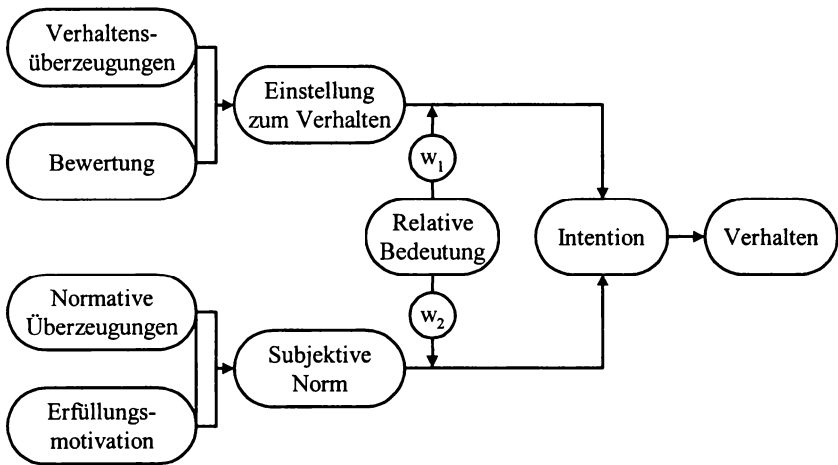 Verhaltens-
überzeugungen
Bewertung
Einstellung
zum Verhalten
w1
Relative
Bedeutung
w2
Intention
Verhalten
Normative
Überzeugungen
Erfüllungs-
motivation
Subjektive
Norm